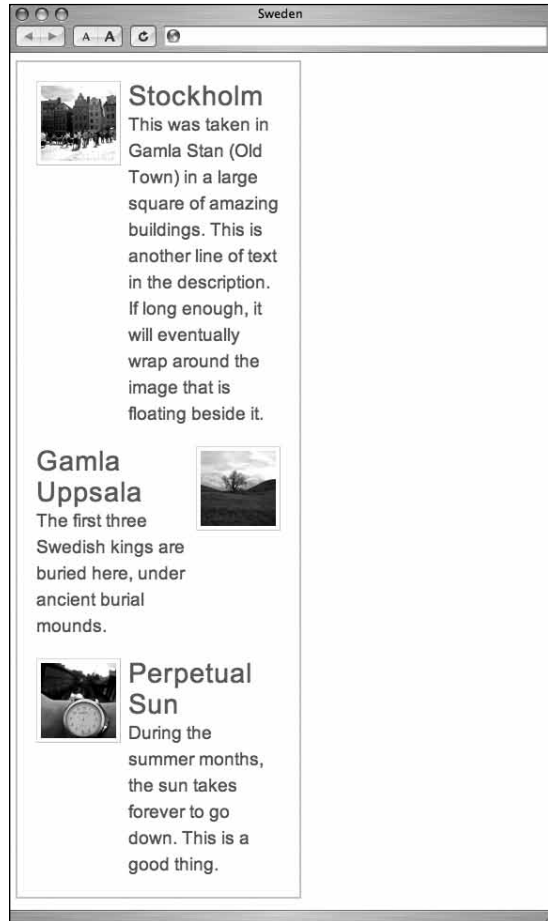 Sweden
A A
Stockholm
This was taken in
Gamla Stan (Old
Town) in a large
square of amazing
buildings. This is
another line of text
in the description.
If long enough, it
will eventually
wrap around the
image that is
floating beside it.
Gamla
Uppsala
The first three
Swedish kings are
buried here, under
ancient burial
mounds.
Perpetual
Sun
During the
summer months,
the sun takes
forever to go
down. This is a
good thing.